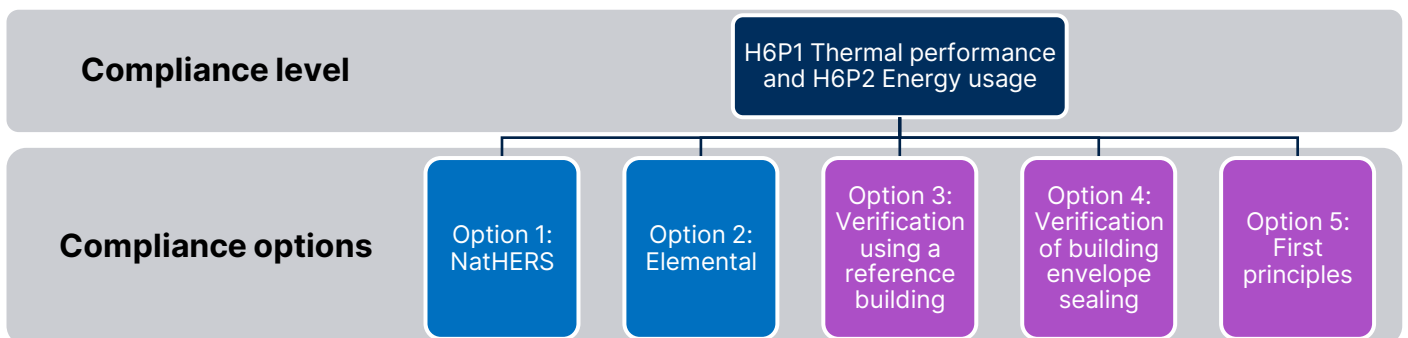 Compliance level
H6P1 Thermal performance
and H6P2 Energy usage
Compliance options
Option 1:
NatHERS
Option 2:
Elemental
Option 3:
Verification
using a
reference
building
Option 4:
Verification
of building
envelope
sealing
Option 5:
First
principles